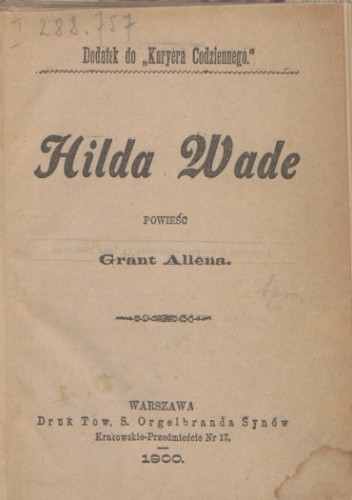 I 288.757
Dodatek do „Kuryera Codziennego.“
Hilda Wade
POWIEŚĆ
Grant Allena.
WARSZAWA
Druk Tow. S. Orgelbranda Synów
Krakowskie-Przedmieście Nr 17.
1900.